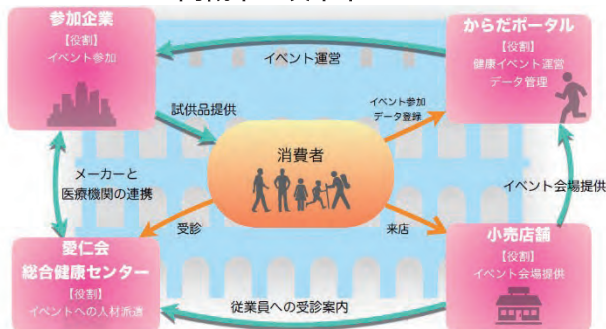 参加企業
【役割】
イベント参加
からだポータル
【役割】
健康イベント運営
データ管理
イベント運営
試供品提供
イベント参加
データ登録
消費者
メーカーと
医療機関の連携
イベント会場提供
受診
来店
愛仁会
総合健康センター
【役割】
イベントへの人材派遣
小売店舗
【役割】
イベント会場提供
従業員への受診案内